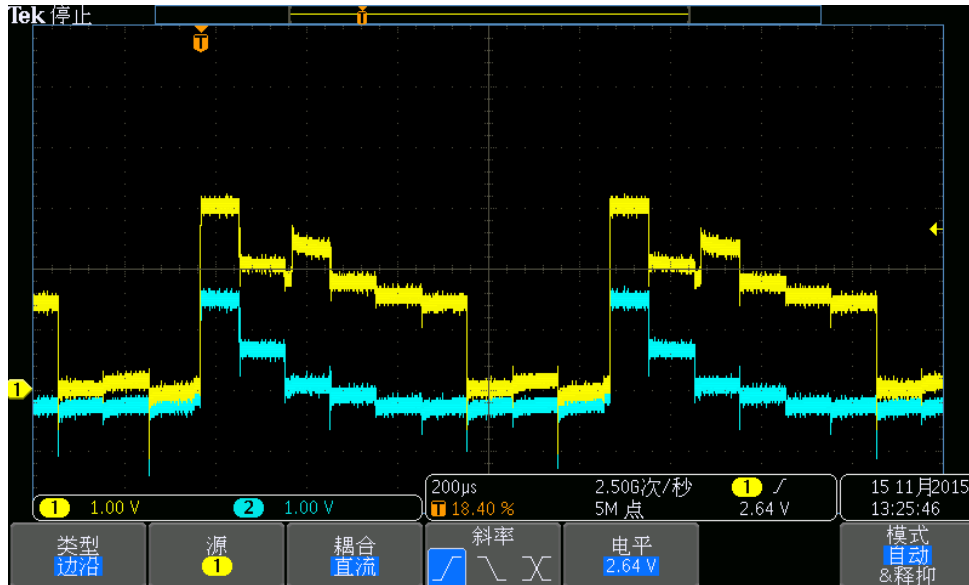 Tek 停止
T
T
1
1 1.00 V 2 1.00 V
200µs 2.50G次/秒 1
T 18.40 % 5M 点 2.64 V
15 11月2015
13:25:46
类型
边沿
源
1
耦合
直流
斜率
电平
2.64 V
模式
自动
&释抑